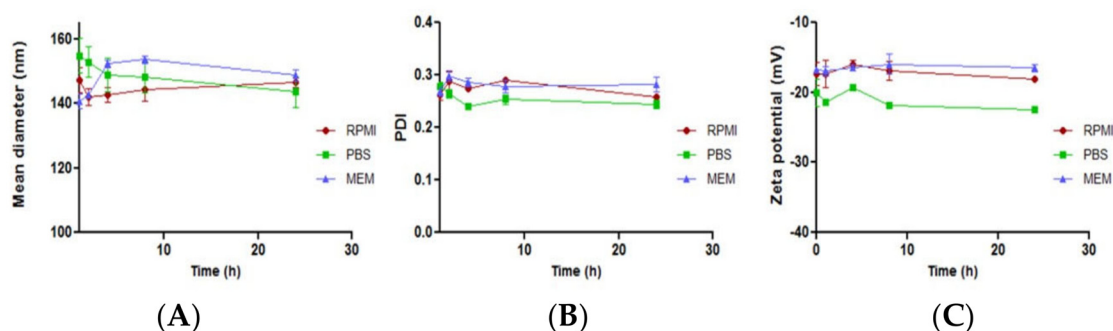 Mean diameter (nm)
160
140
120
100
10
20
30
Time (h)
RPMI
PBS
MEM
(A)
PDI
0.4
0.3
0.2
0.1
0.0
10
20
30
Time (h)
RPMI
PBS
MEM
(B)
Zeta potential (mV)
-10
-20
-30
-40
0
10
20
30
Time (h)
RPMI
PBS
MEM
(C)